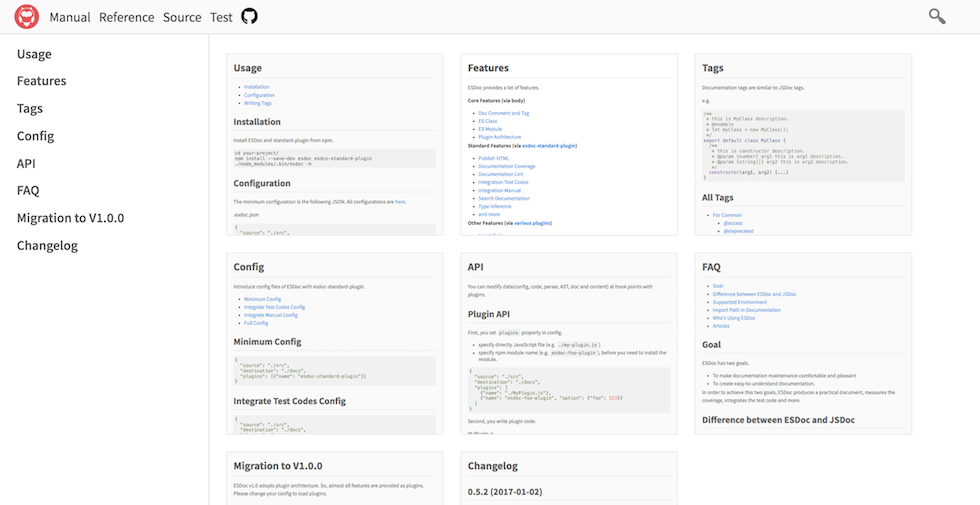 Manual Reference Source Test
Usage
Features
Tags
Config
API
FAQ
Migration to V1.0.0
Changelog
Usage
Installation
Configuration
Writing Tags
Installation
Install ESDoc and standard-plugin from npm.
cd your-project/
npm install --save-dev esdoc esdoc-standard-plugin
./node_modules/.bin/esdoc -h
Configuration
The minimum configuration is the following JSON. All configurations are here.
.esdoc.json
{
"source": "./src",
Features
ESDoc provides a lot of features.
Core Features (via body)
Doc Comment and Tag
ES Class
ES Module
Plugin Architecture
Standard Features (via esdoc-standard-plugin)
Publish HTML
Documentation Coverage
Documentation Lint
Integration Test Codes
Integration Manual
Search Documentation
Type Inference
and more
Other Features (via various plugins)
Tags
Documentation tags are similar to JSDoc tags.
e.g.
/**
* this is MyClass description.
* @example
* let myClass = new MyClass();
*/
export default class MyClass {
/**
* this is constructor description.
* @param {number} arg1 this is arg1 description.
* @param {string[]} arg2 this is arg2 description.
*/
constructor(arg1, arg2) {...}
}
All Tags
For Common
@access
@deprecated
Config
Introduce config files of ESDoc with esdoc-standard-plugin.
Minimum Config
Integrate Test Codes Config
Integrate Manual Config
Full Config
Minimum Config
{
"source": "./src",
"destination": "./docs",
"plugins": [{"name": "esdoc-standard-plugin"}]
}
Integrate Test Codes Config
{
"source": "./src",
"destination": "./docs",
API
You can modify data(config, code, parser, AST, doc and content) at hook points with
plugins.
Plugin API
First, you set plugins property in config.
specify directly JavaScript file (e.g. ./my-plugin.js )
specify npm module name (e.g. esdoc-foo-plugin ), before you need to install the
module.
{
"source": "./src",
"destination": "./docs",
"plugins": [
{"name": "./MyPlugin.js"},
{"name": "esdoc-foo-plugin", "option": {"foo": 123}}
]
}
Second, you write plugin code.
FAQ
Goal
Difference between ESDoc and JSDoc
Supported Environment
Import Path in Documentation
Who's Using ESDoc
Articles
Goal
ESDoc has two goals.
To make documentation maintenance comfortable and pleasant
To create easy-to-understand documentation.
In order to achieve this two goals, ESDoc produces a practical document, measures the
coverage, integrates the test code and more.
Difference between ESDoc and JSDoc
Migration to V1.0.0
ESDoc v1.0 adopts plugin architecture. So, almost all features are provided as plugins.
Please change your config to load plugins.
Changelog
0.5.2 (2017-01-02)